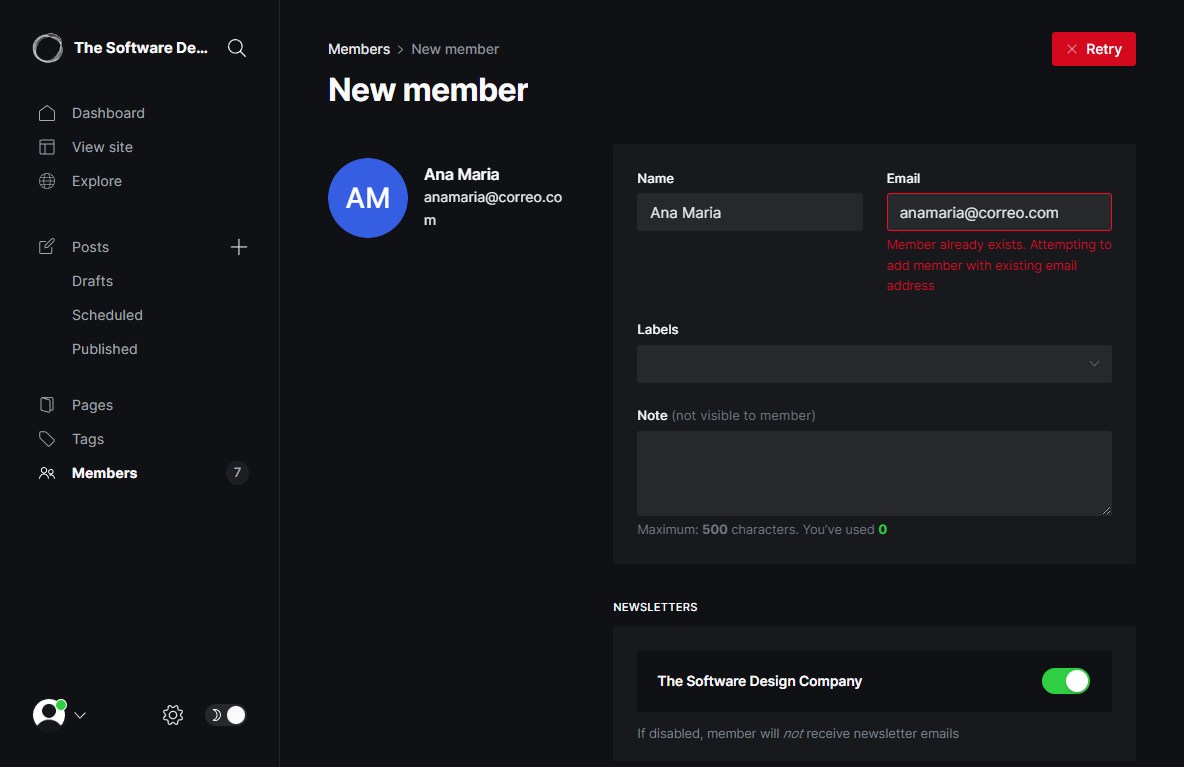 The Software De...
Dashboard
View site
Explore
Posts
Drafts
Scheduled
Published
Pages
Tags
Members 7
Members > New member
Retry
New member
AM
Ana Maria
anamaria@correo.co
m
Name
Ana Maria
Email
anamaria@correo.com
Member already exists. Attempting to
add member with existing email
address
Labels
Note (not visible to member)
Maximum: 500 characters. You've used 0
NEWSLETTERS
The Software Design Company
If disabled, member will not receive newsletter emails